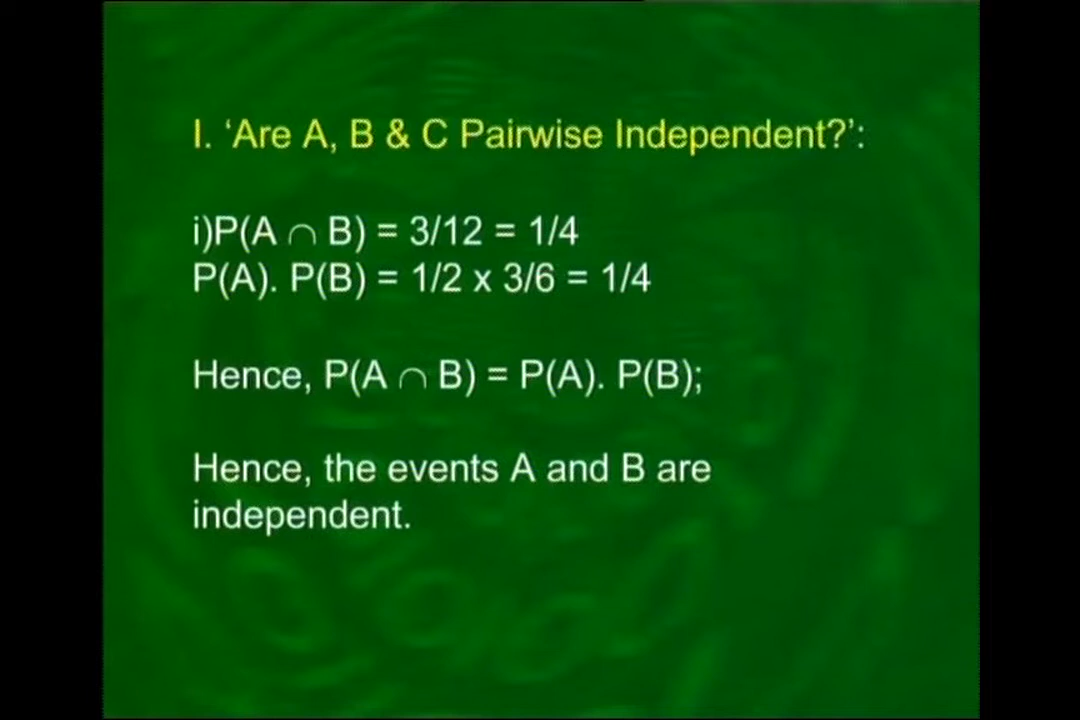 I. ‘Are A, B & C Pairwise Independent?’:
i)P(A ∩ B) = 3/12 = 1/4
P(A). P(B) = 1/2 x 3/6 = 1/4
Hence, P(A ∩ B) = P(A). P(B);
Hence, the events A and B are
independent.